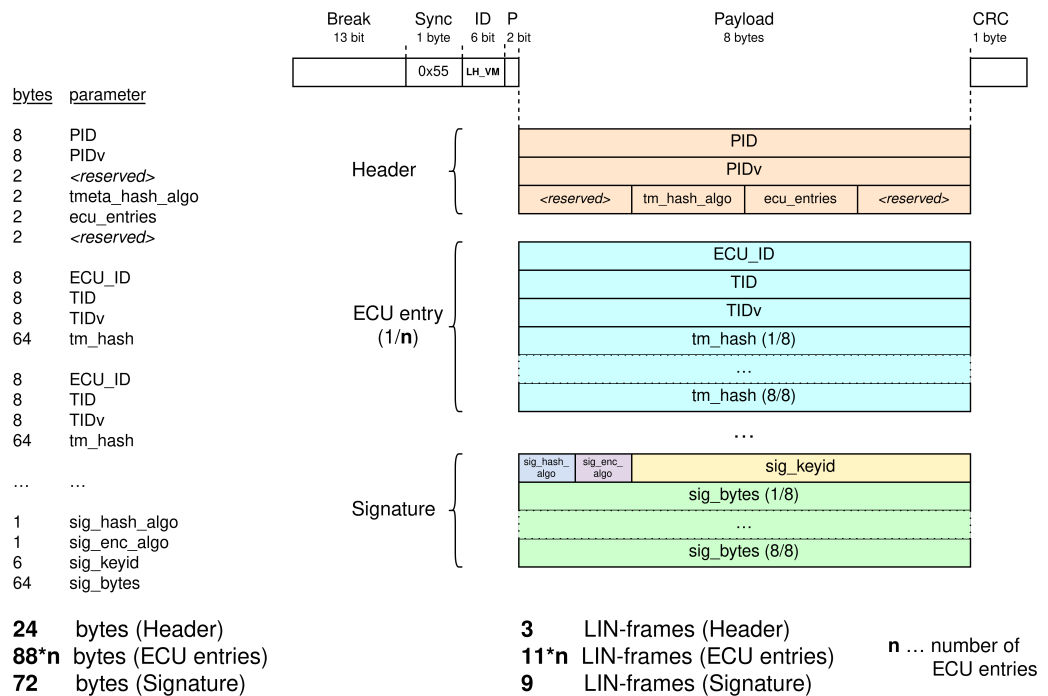 Break Sync ID P Payload CRC
13 bit 1 byte 6 bit 2 bit 8 bytes 1 byte
0x55 LH_VM
bytes parameter
8 PID
8 PIDv
2 <reserved>
2 tmeta_hash_algo
2 ecu_entries
2 <reserved>
8 ECU_ID
8 TID
8 TIDv
64 tm_hash
8 ECU_ID
8 TID
8 TIDv
64 tm_hash
... ...
1 sig_hash_algo
1 sig_enc_algo
6 sig_keyid
64 sig_bytes
Header
PID
PIDv
<reserved> tm_hash_algo ecu_entries <reserved>
ECU entry
(1/n)
ECU_ID
TID
TIDv
tm_hash (1/8)
...
tm_hash (8/8)
...
Signature
sig_hash_
algo
sig_enc_
algo
sig_keyid
sig_bytes (1/8)
...
sig_bytes (8/8)
24 bytes (Header)
88*n bytes (ECU entries)
72 bytes (Signature)
3 LIN-frames (Header)
11*n LIN-frames (ECU entries)
9 LIN-frames (Signature)
n ... number of
ECU entries